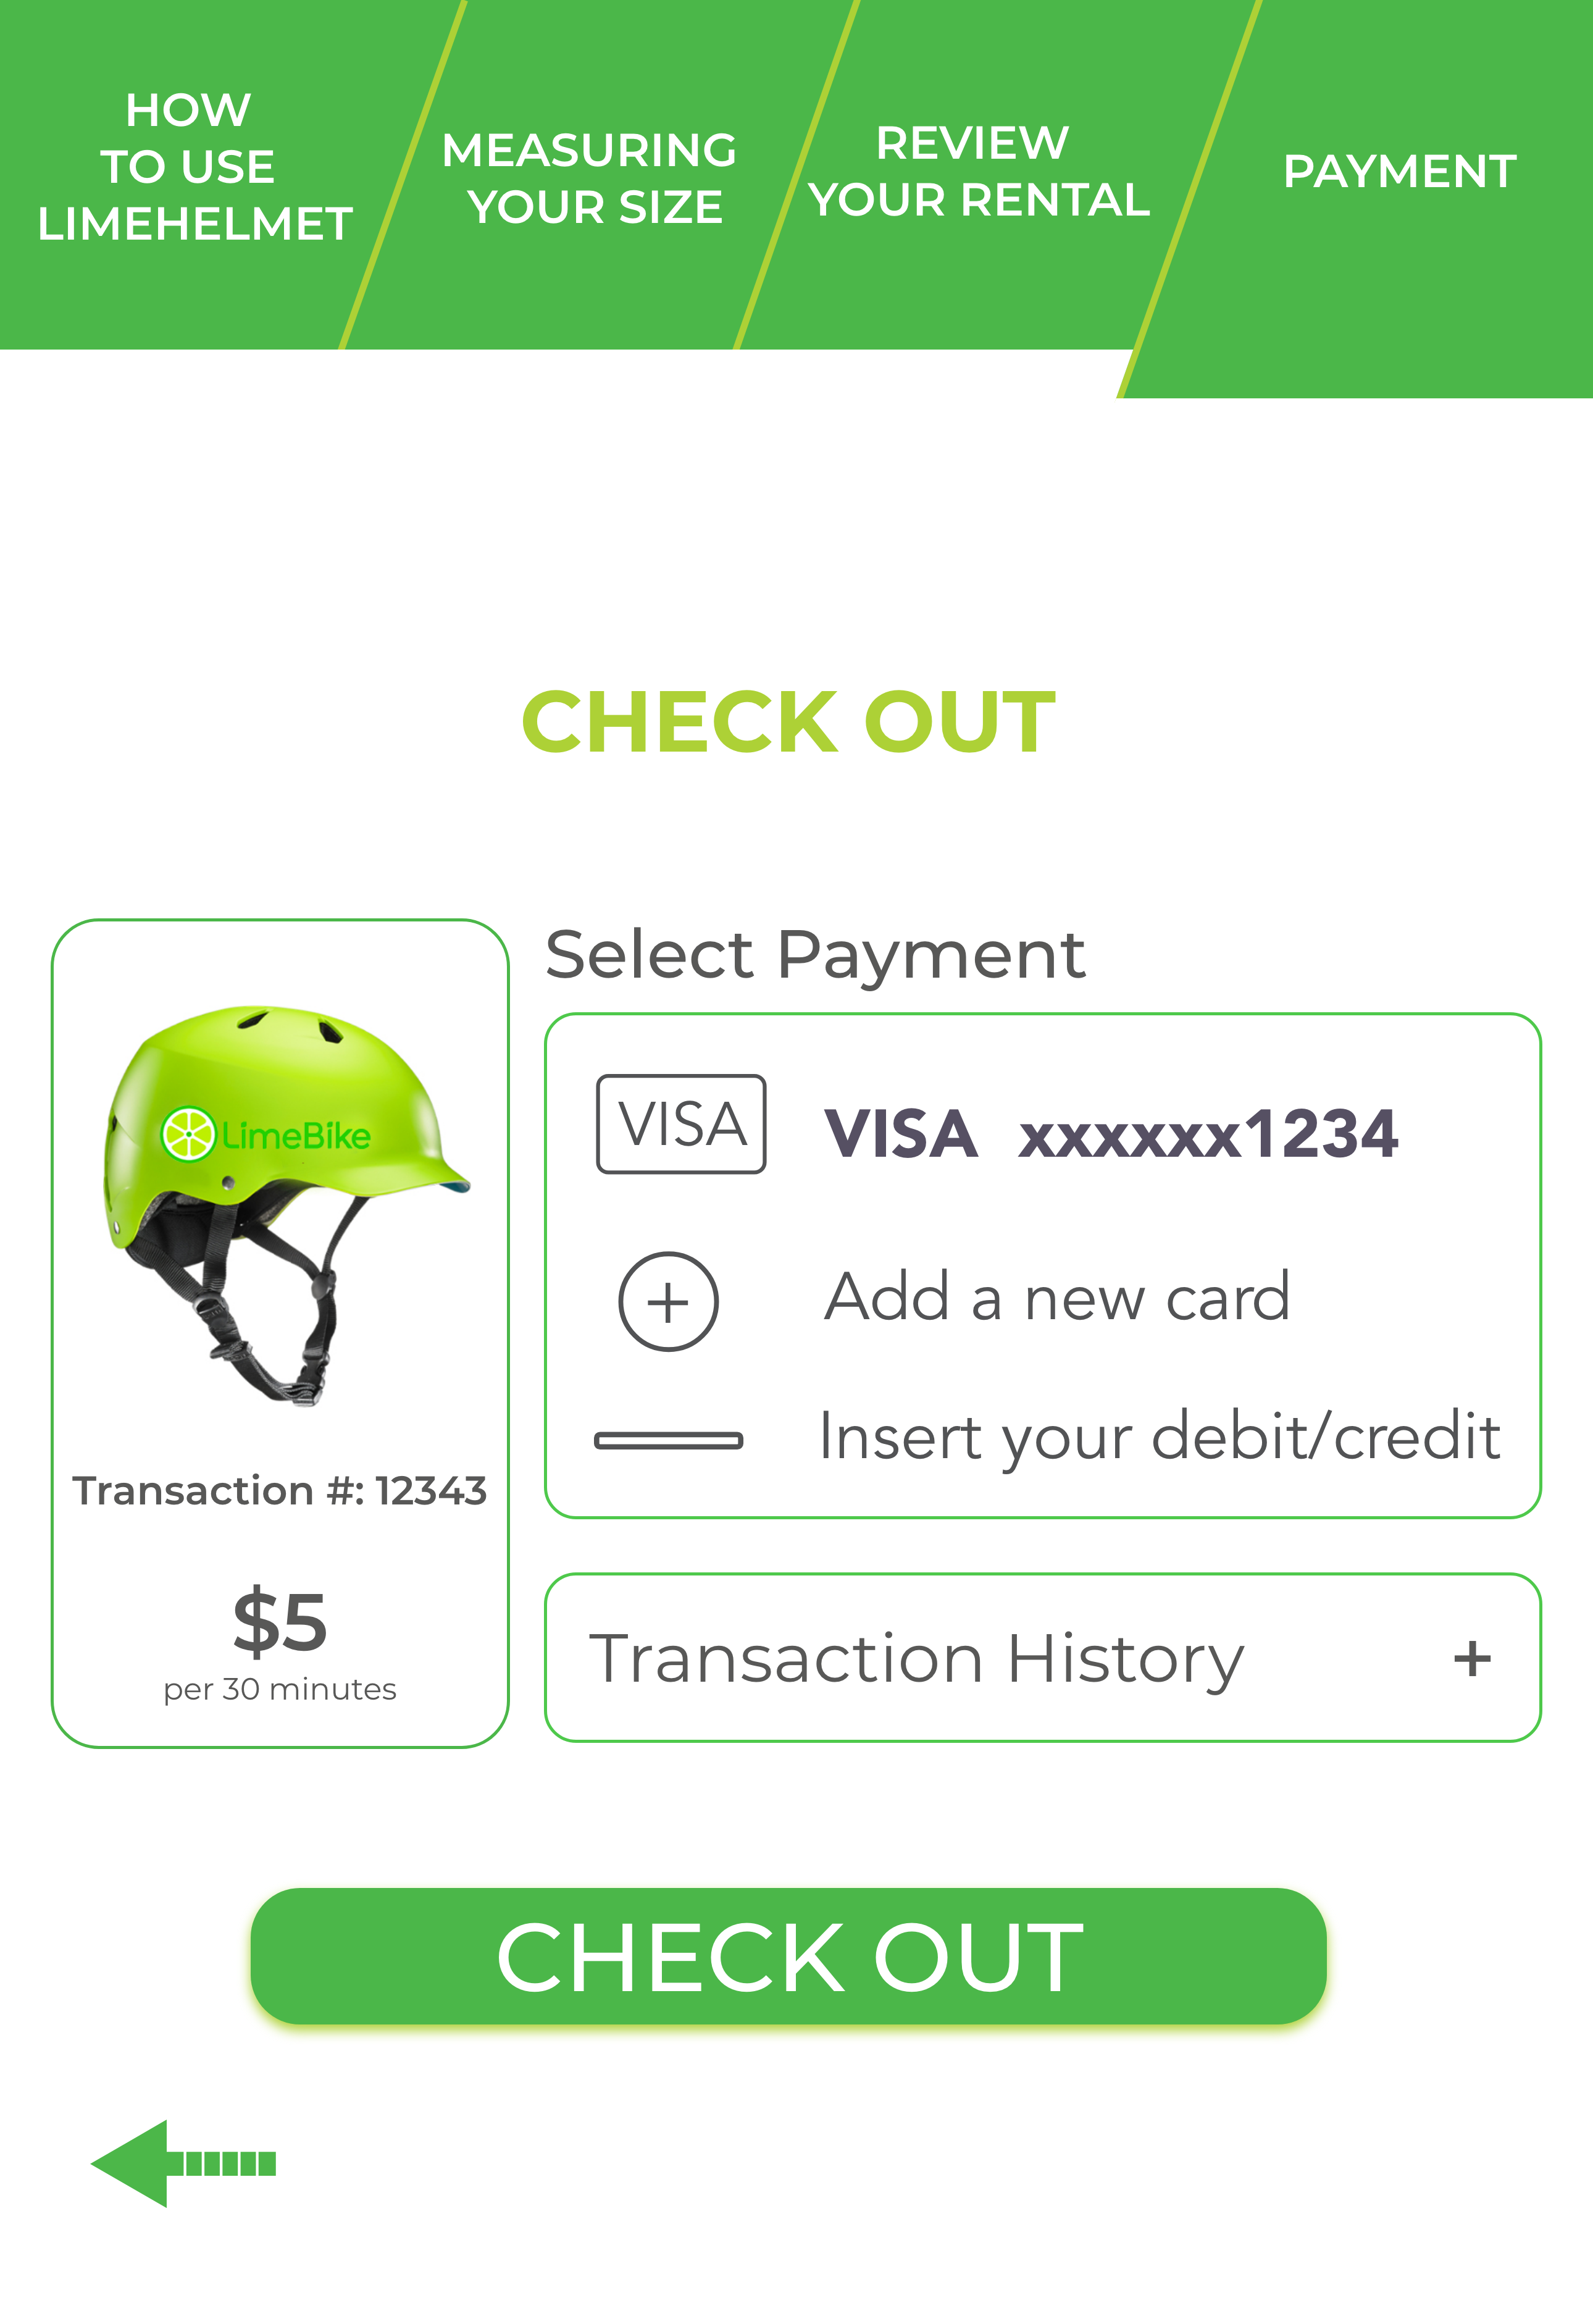 HOW
TO USE
LIMEHELMET
MEASURING
YOUR SIZE
REVIEW
YOUR RENTAL
PAYMENT
CHECK OUT
LimeBike
Transaction #: 12343
$5
per 30 minutes
Select Payment
VISA VISA xxxxxx1234
Add a new card
Insert your debit/credit
Transaction History +
CHECK OUT